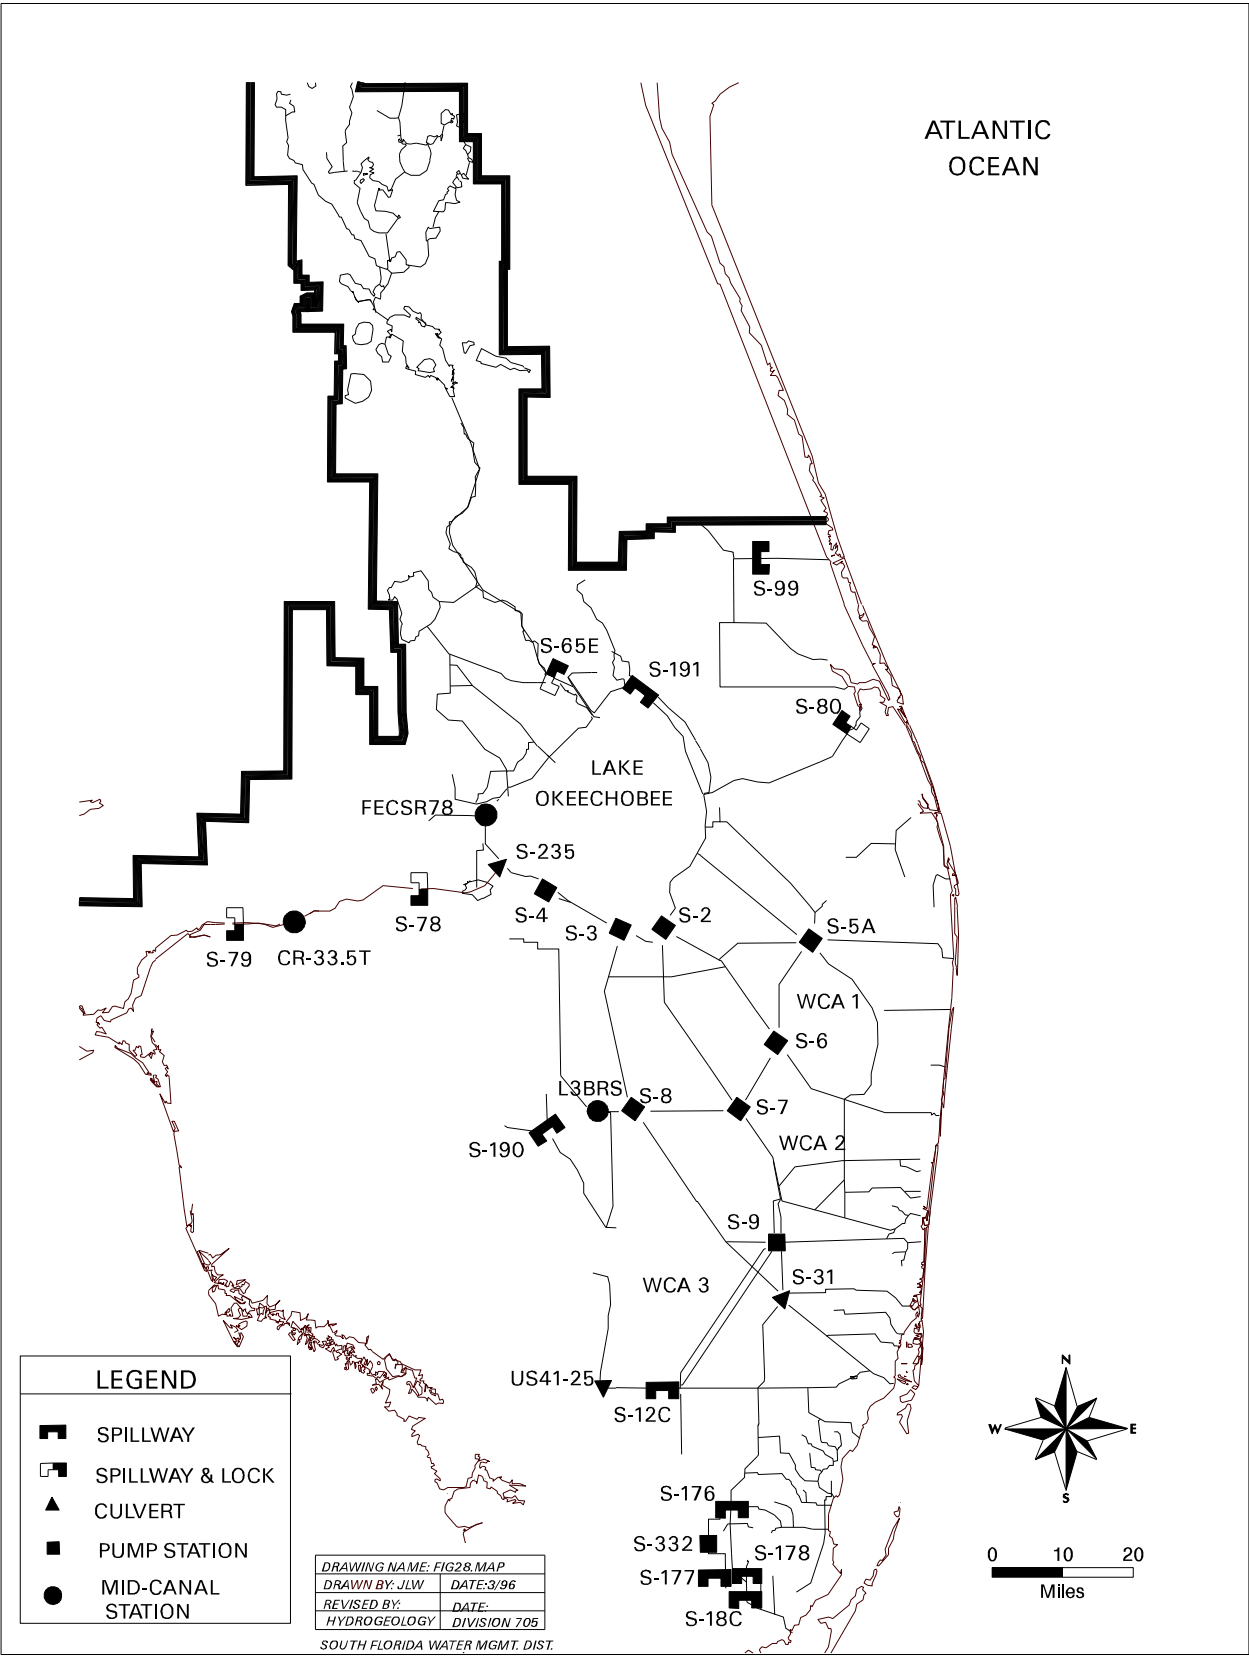 ATLANTIC
OCEAN
S-99
S-65E
S-191
S-80
LAKE
OKEECHOBEE
FECSR78
S-235
S-4
S-78
S-2
S-3
S-5A
S-79
CR-33.5T
WCA 1
S-6
L3BRS
S-8
S-7
S-190
WCA 2
S-9
S-31
WCA 3
US41-25
S-12C
S-176
S-332
S-178
S-177
S-18C
LEGEND
SPILLWAY
SPILLWAY & LOCK
CULVERT
PUMP STATION
MID-CANAL
STATION
DRAWING NAME: FIG28.MAP
DRAWN BY: JLW DATE:3/96
REVISED BY: DATE:
HYDROGEOLOGY DIVISION 705
SOUTH FLORIDA WATER MGMT. DIST.
N
W E
S
0 10 20
Miles